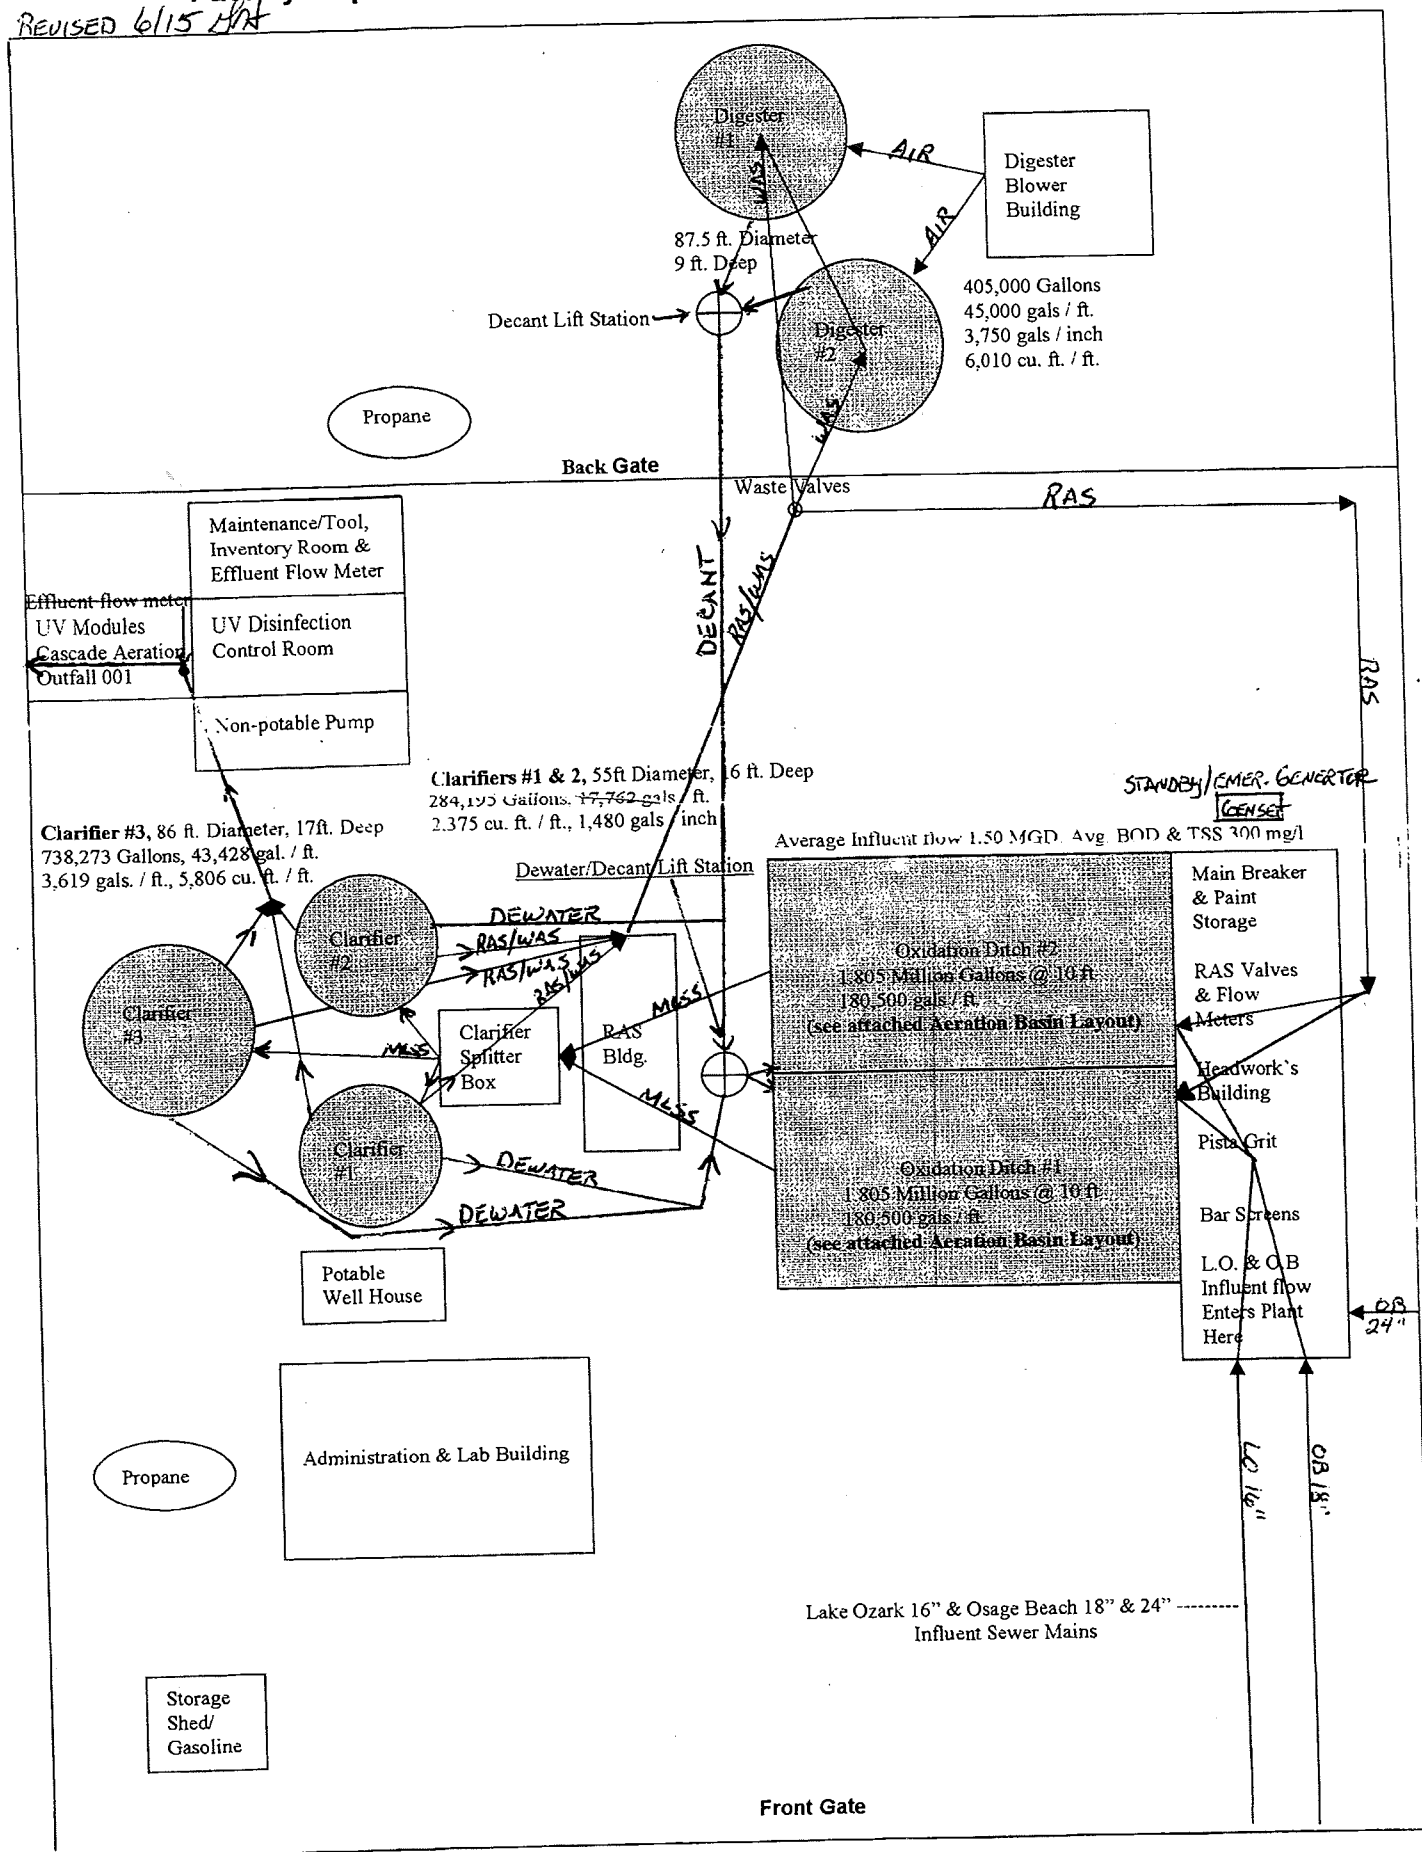 REVISED 6/15
Digester
#1
AIR
WAS
AIR
Digester
Blower
Building
87.5 ft. Diameter
9 ft. Deep
405,000 Gallons
45,000 gals / ft.
3,750 gals / inch
6,010 cu. ft. / ft.
Decant Lift Station
Digester
#2
WAS
Propane
Back Gate
Waste Valves
RAS
Maintenance/Tool,
Inventory Room &
Effluent Flow Meter
DECANT
RAS/WAS
Effluent flow meter
UV Modules
Cascade Aeration
Outfall 001
UV Disinfection
Control Room
RAS
Non-potable Pump
Clarifiers #1 & 2, 55ft Diameter, 16 ft. Deep
284,195 Gallons, 17,762 gals / ft.
2.375 cu. ft. / ft., 1,480 gals / inch
STANDBY/EMER. GENERTOR
GENSET
Clarifier #3, 86 ft. Diameter, 17ft. Deep
738,273 Gallons, 43,428 gal. / ft.
3,619 gals. / ft., 5,806 cu. ft. / ft.
Average Influent flow 1.50 MGD, Avg. BOD & TSS 300 mg/l
Dewater/Decant Lift Station
Main Breaker
& Paint
Storage
DEWATER
Clarifier
#2
RAS/WAS
RAS/WAS
RAS/WAS
Oxidation Ditch #2
1.805 Million Gallons @ 10 ft
180,500 gals / ft.
(see attached Aeration Basin Layout)
RAS Valves
& Flow
Meters
MLSS
Clarifier
#3
MLSS
Clarifier
Splitter
Box
RAS
Bldg.
Headwork's
Building
MLSS
Clarifier
#1
DEWATER
DEWATER
Oxidation Ditch #1
1.805 Million Gallons @ 10 ft
180,500 gals / ft.
(see attached Aeration Basin Layout)
Pista Grit
Bar Screens
L.O. & O.B
Influent flow
Enters Plant
Here
OB
24"
Potable
Well House
Administration & Lab Building
Propane
LO 16"
OB 18"
Lake Ozark 16” & Osage Beach 18” & 24” ---------
Influent Sewer Mains
Storage
Shed/
Gasoline
Front Gate